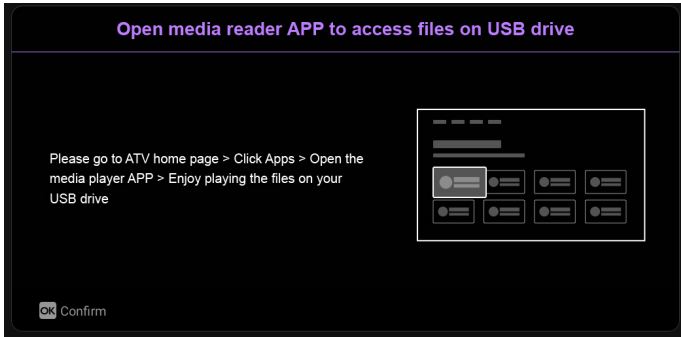 Open media reader APP to access files on USB drive
Please go to ATV home page > Click Apps > Open the
media player APP > Enjoy playing the files on your
USB drive
OK Confirm